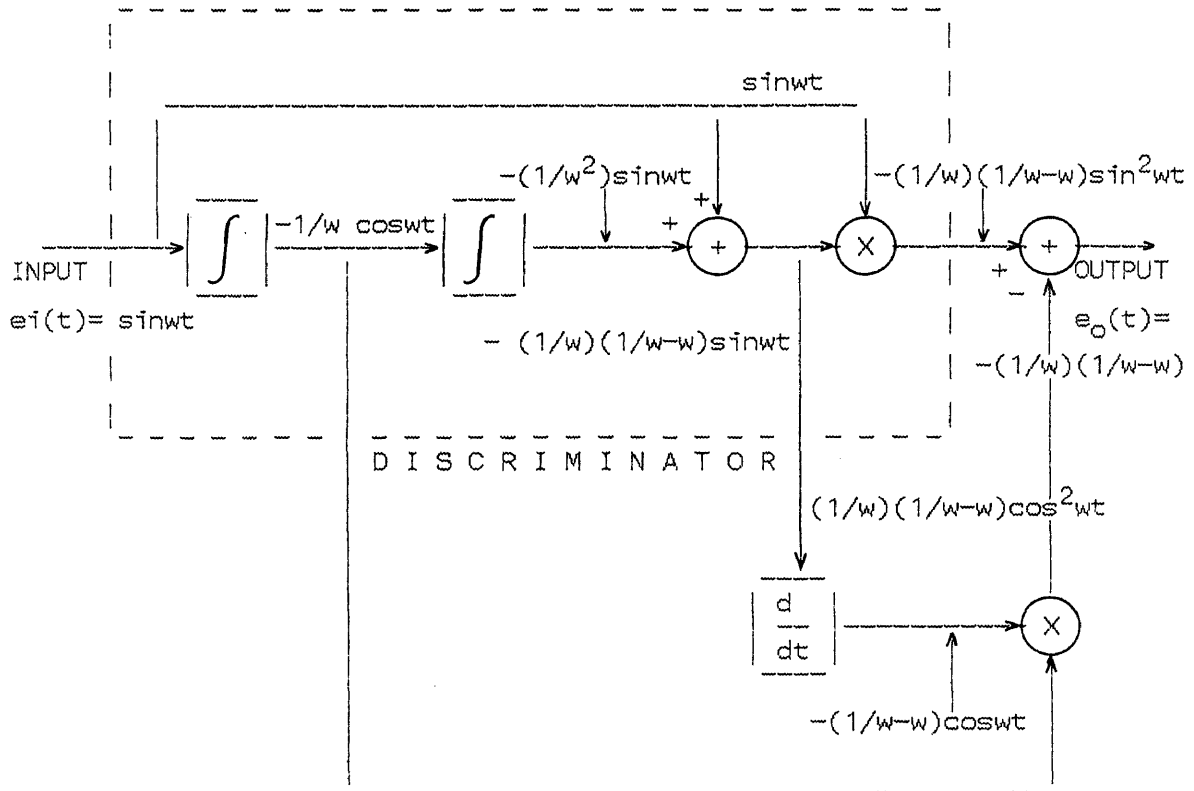 sinwt
-(1/w²)sinwt
-(1/w)(1/w-w)sin²wt
∫
-1/w coswt
∫
+
+
+
X
+
INPUT
+
-
OUTPUT
ei(t)= sinwt
e₀(t)=
- (1/w)(1/w-w)sinwt
-(1/w)(1/w-w)
D I S C R I M I N A T O R
(1/w)(1/w-w)cos²wt
d
dt
X
-(1/w-w)coswt